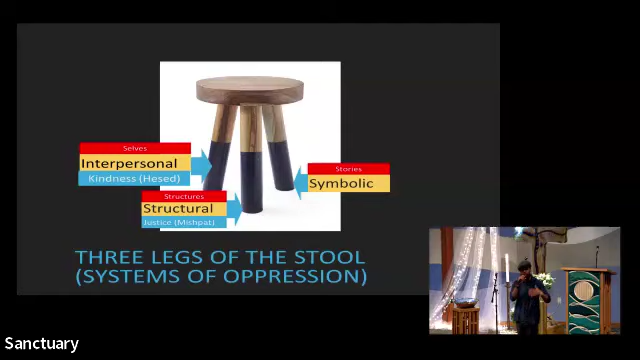 Selves
Interpersonal
Kindness (Hesed)
Stories
Symbolic
Structures
Structural
Justice (Mishpat)
THREE LEGS OF THE STOOL
(SYSTEMS OF OPPRESSION)
Sanctuary